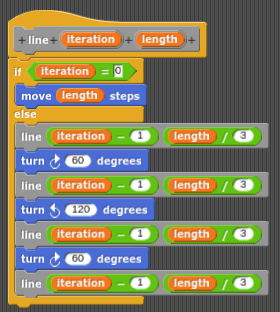 + line + iteration + length +
if iteration = 0
move length steps
else
line iteration - 1 length / 3
turn ↻ 60 degrees
line iteration - 1 length / 3
turn ↺ 120 degrees
line iteration - 1 length / 3
turn ↻ 60 degrees
line iteration - 1 length / 3